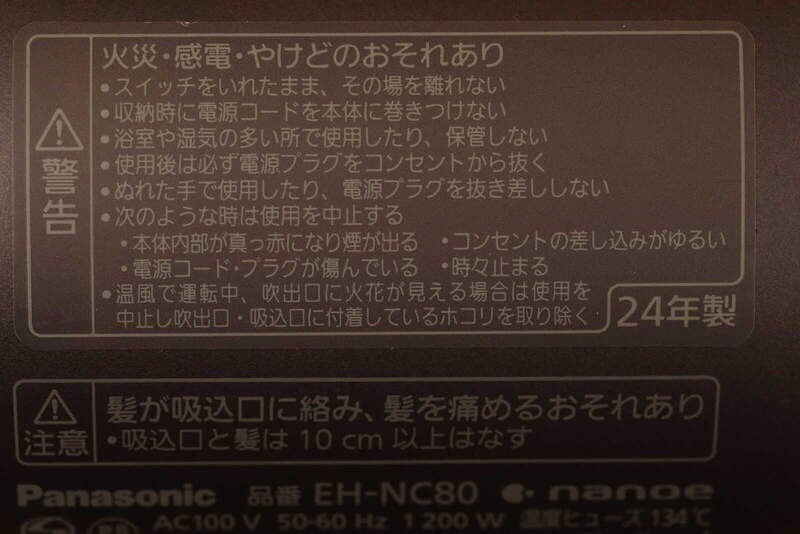 火災・感電・やけどのおそれあり
警告
•スイッチをいれたまま、その場を離れない
•収納時に電源コードを本体に巻きつけない
•浴室や湿気の多い所で使用したり、保管しない
•使用後は必ず電源プラグをコンセントから抜く
•ぬれた手で使用したり、電源プラグを抜き差ししない
•次のような時は使用を中止する
・本体内部が真っ赤になり煙が出る ・コンセントの差し込みがゆるい
・電源コード・プラグが傷んでいる ・時々止まる
•温風で運転中、吹出口に火花が見える場合は使用を
中止し吹出口・吸込口に付着しているホコリを取り除く
24年製
注意
髪が吸込口に絡み、髪を痛めるおそれあり
•吸込口と髪は10cm以上はなす
Panasonic 品番 EH-NC80 nanoe
PS AC100 V 50-60 Hz 1200 W 温度ヒューズ134℃